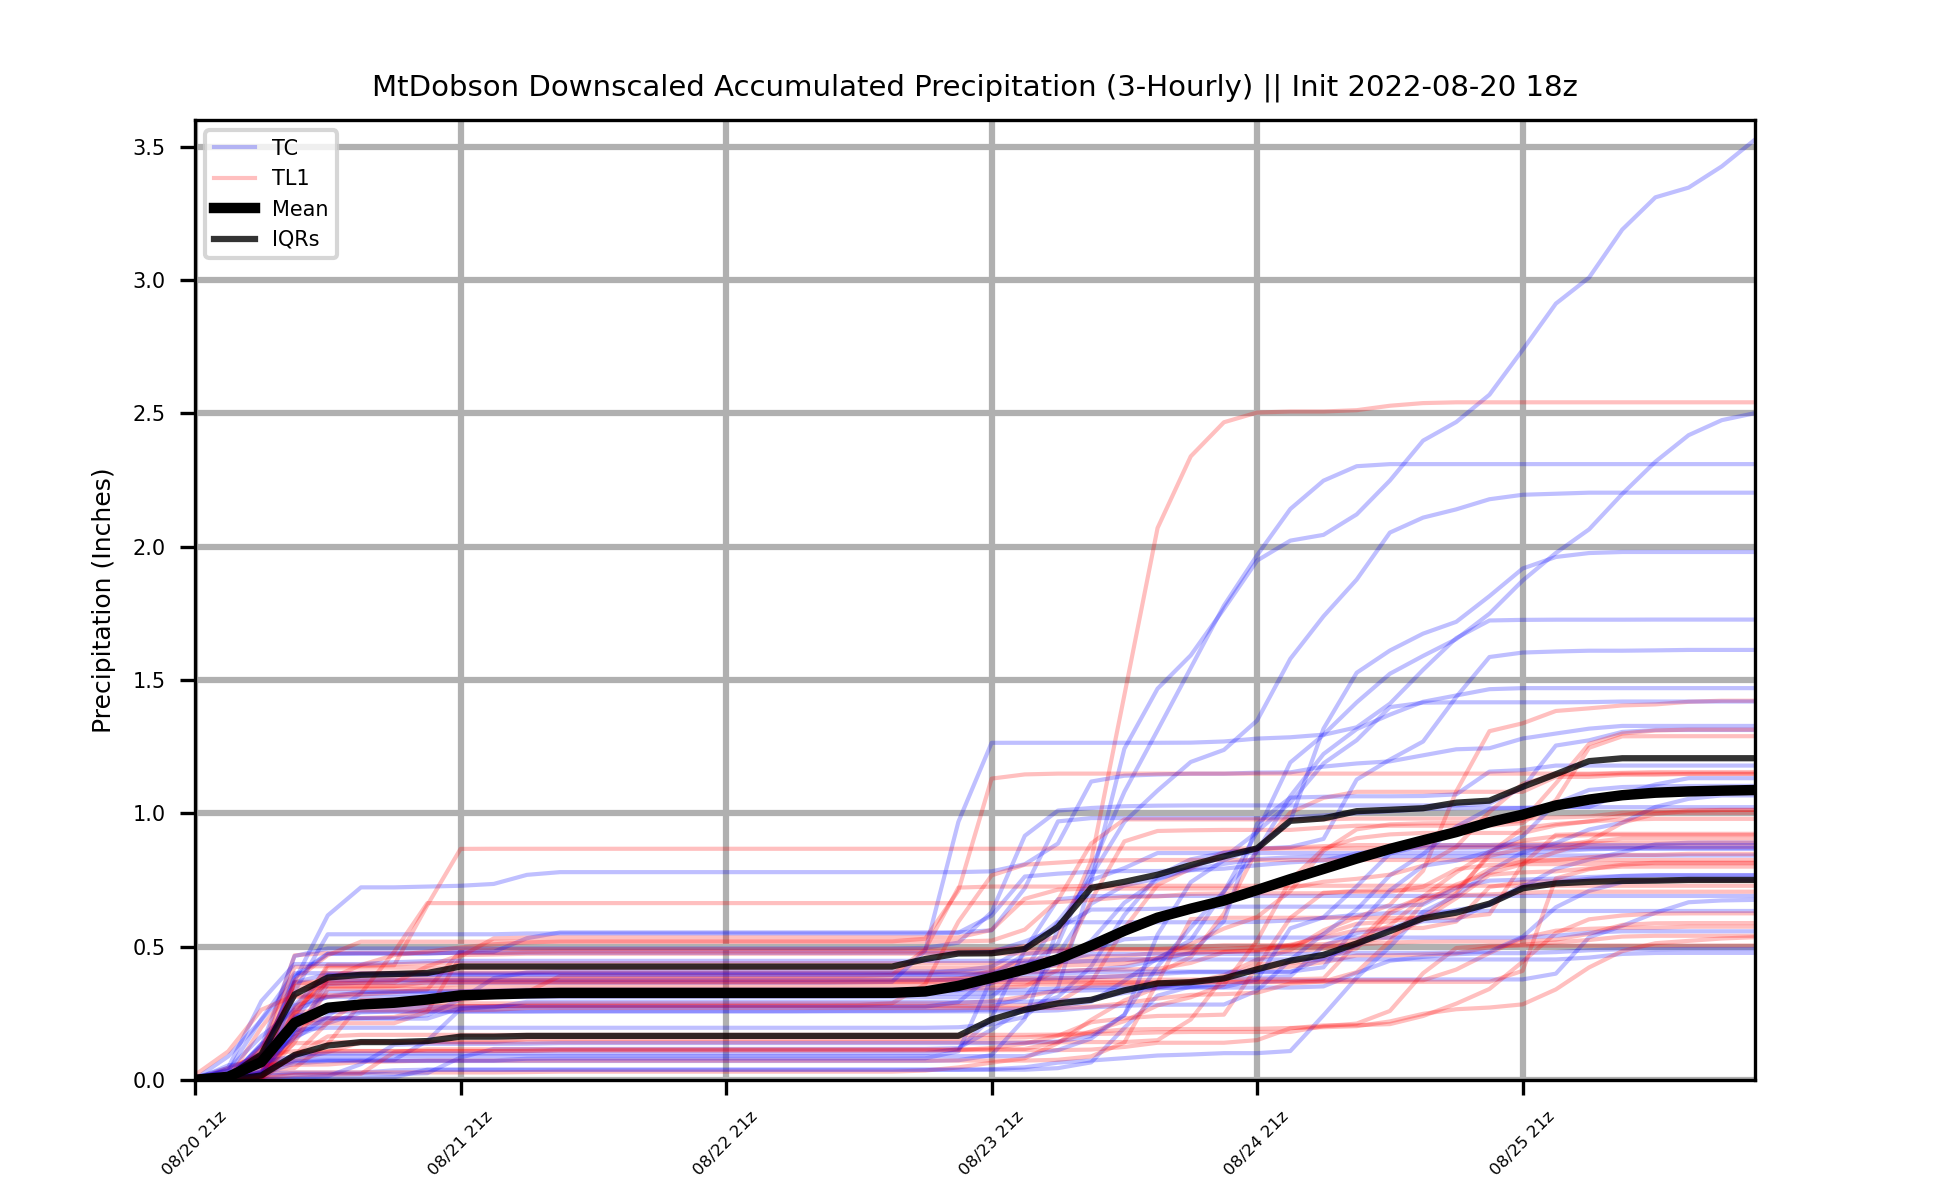 MtDobson Downscaled Accumulated Precipitation (3-Hourly) || Init 2022-08-20 18z
TC
TL1
Mean
IQRs
Precipitation (Inches)
3.5
3.0
2.5
2.0
1.5
1.0
0.5
0.0
08/20 21z
08/21 21z
08/22 21z
08/23 21z
08/24 21z
08/25 21z